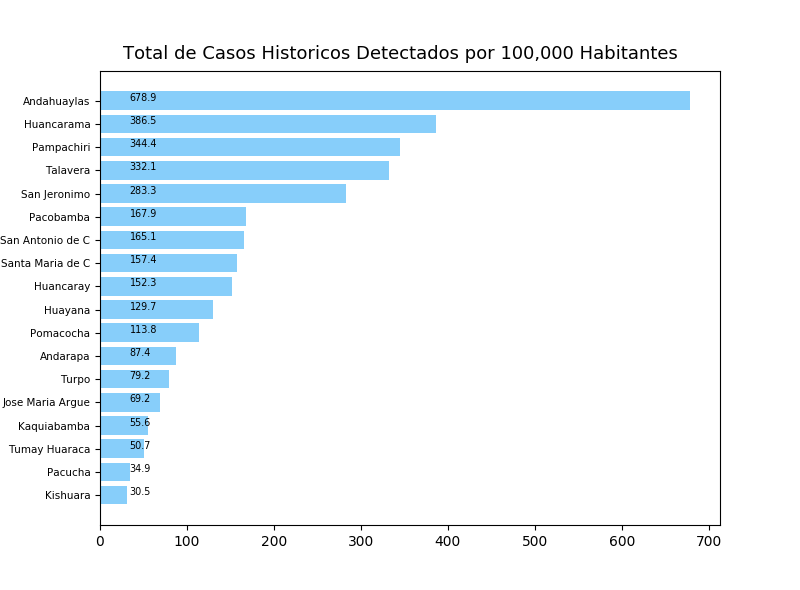 Total de Casos Historicos Detectados por 100,000 Habitantes
Andahuaylas 678.9
Huancarama 386.5
Pampachiri 344.4
Talavera 332.1
San Jeronimo 283.3
Pacobamba 167.9
San Antonio de C 165.1
Santa Maria de C 157.4
Huancaray 152.3
Huayana 129.7
Pomacocha 113.8
Andarapa 87.4
Turpo 79.2
Jose Maria Argue 69.2
Kaquiabamba 55.6
Tumay Huaraca 50.7
Pacucha 34.9
Kishuara 30.5
0 100 200 300 400 500 600 700